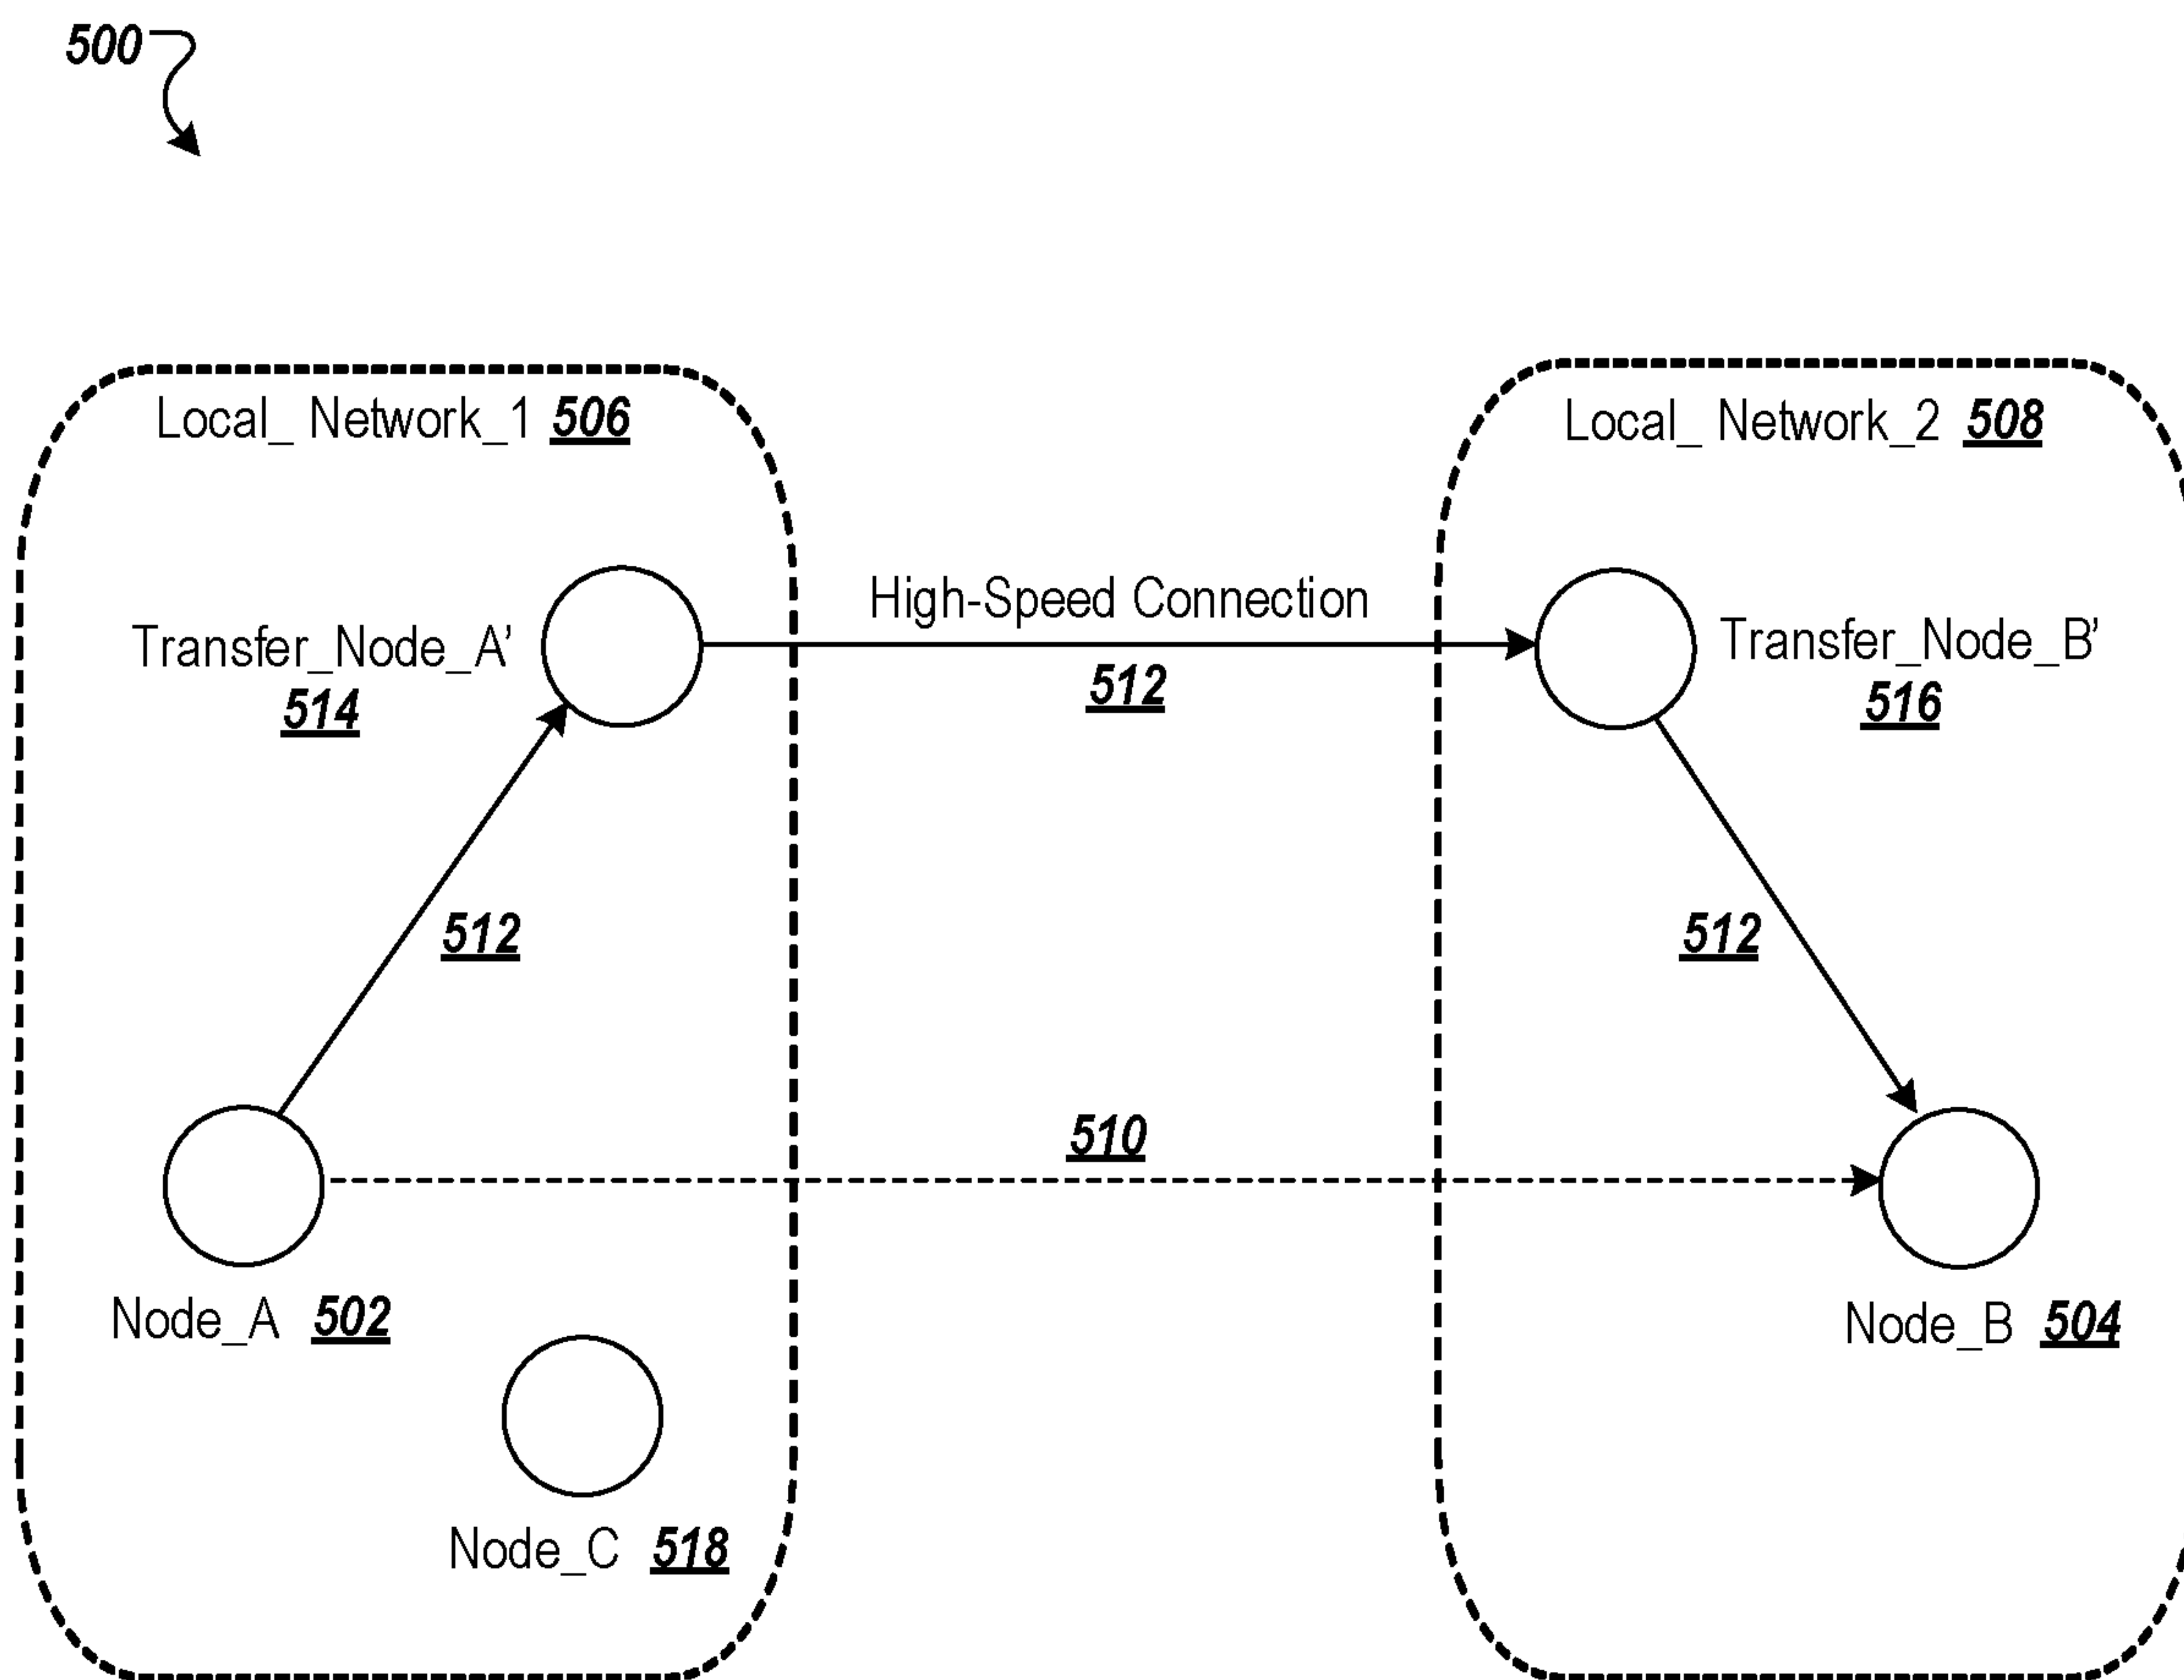 500
Local_ Network_1 506
Local_ Network_2 508
High-Speed Connection
512
Transfer_Node_A’
514
Transfer_Node_B’
516
512
512
510
Node_A 502
Node_B 504
Node_C 518